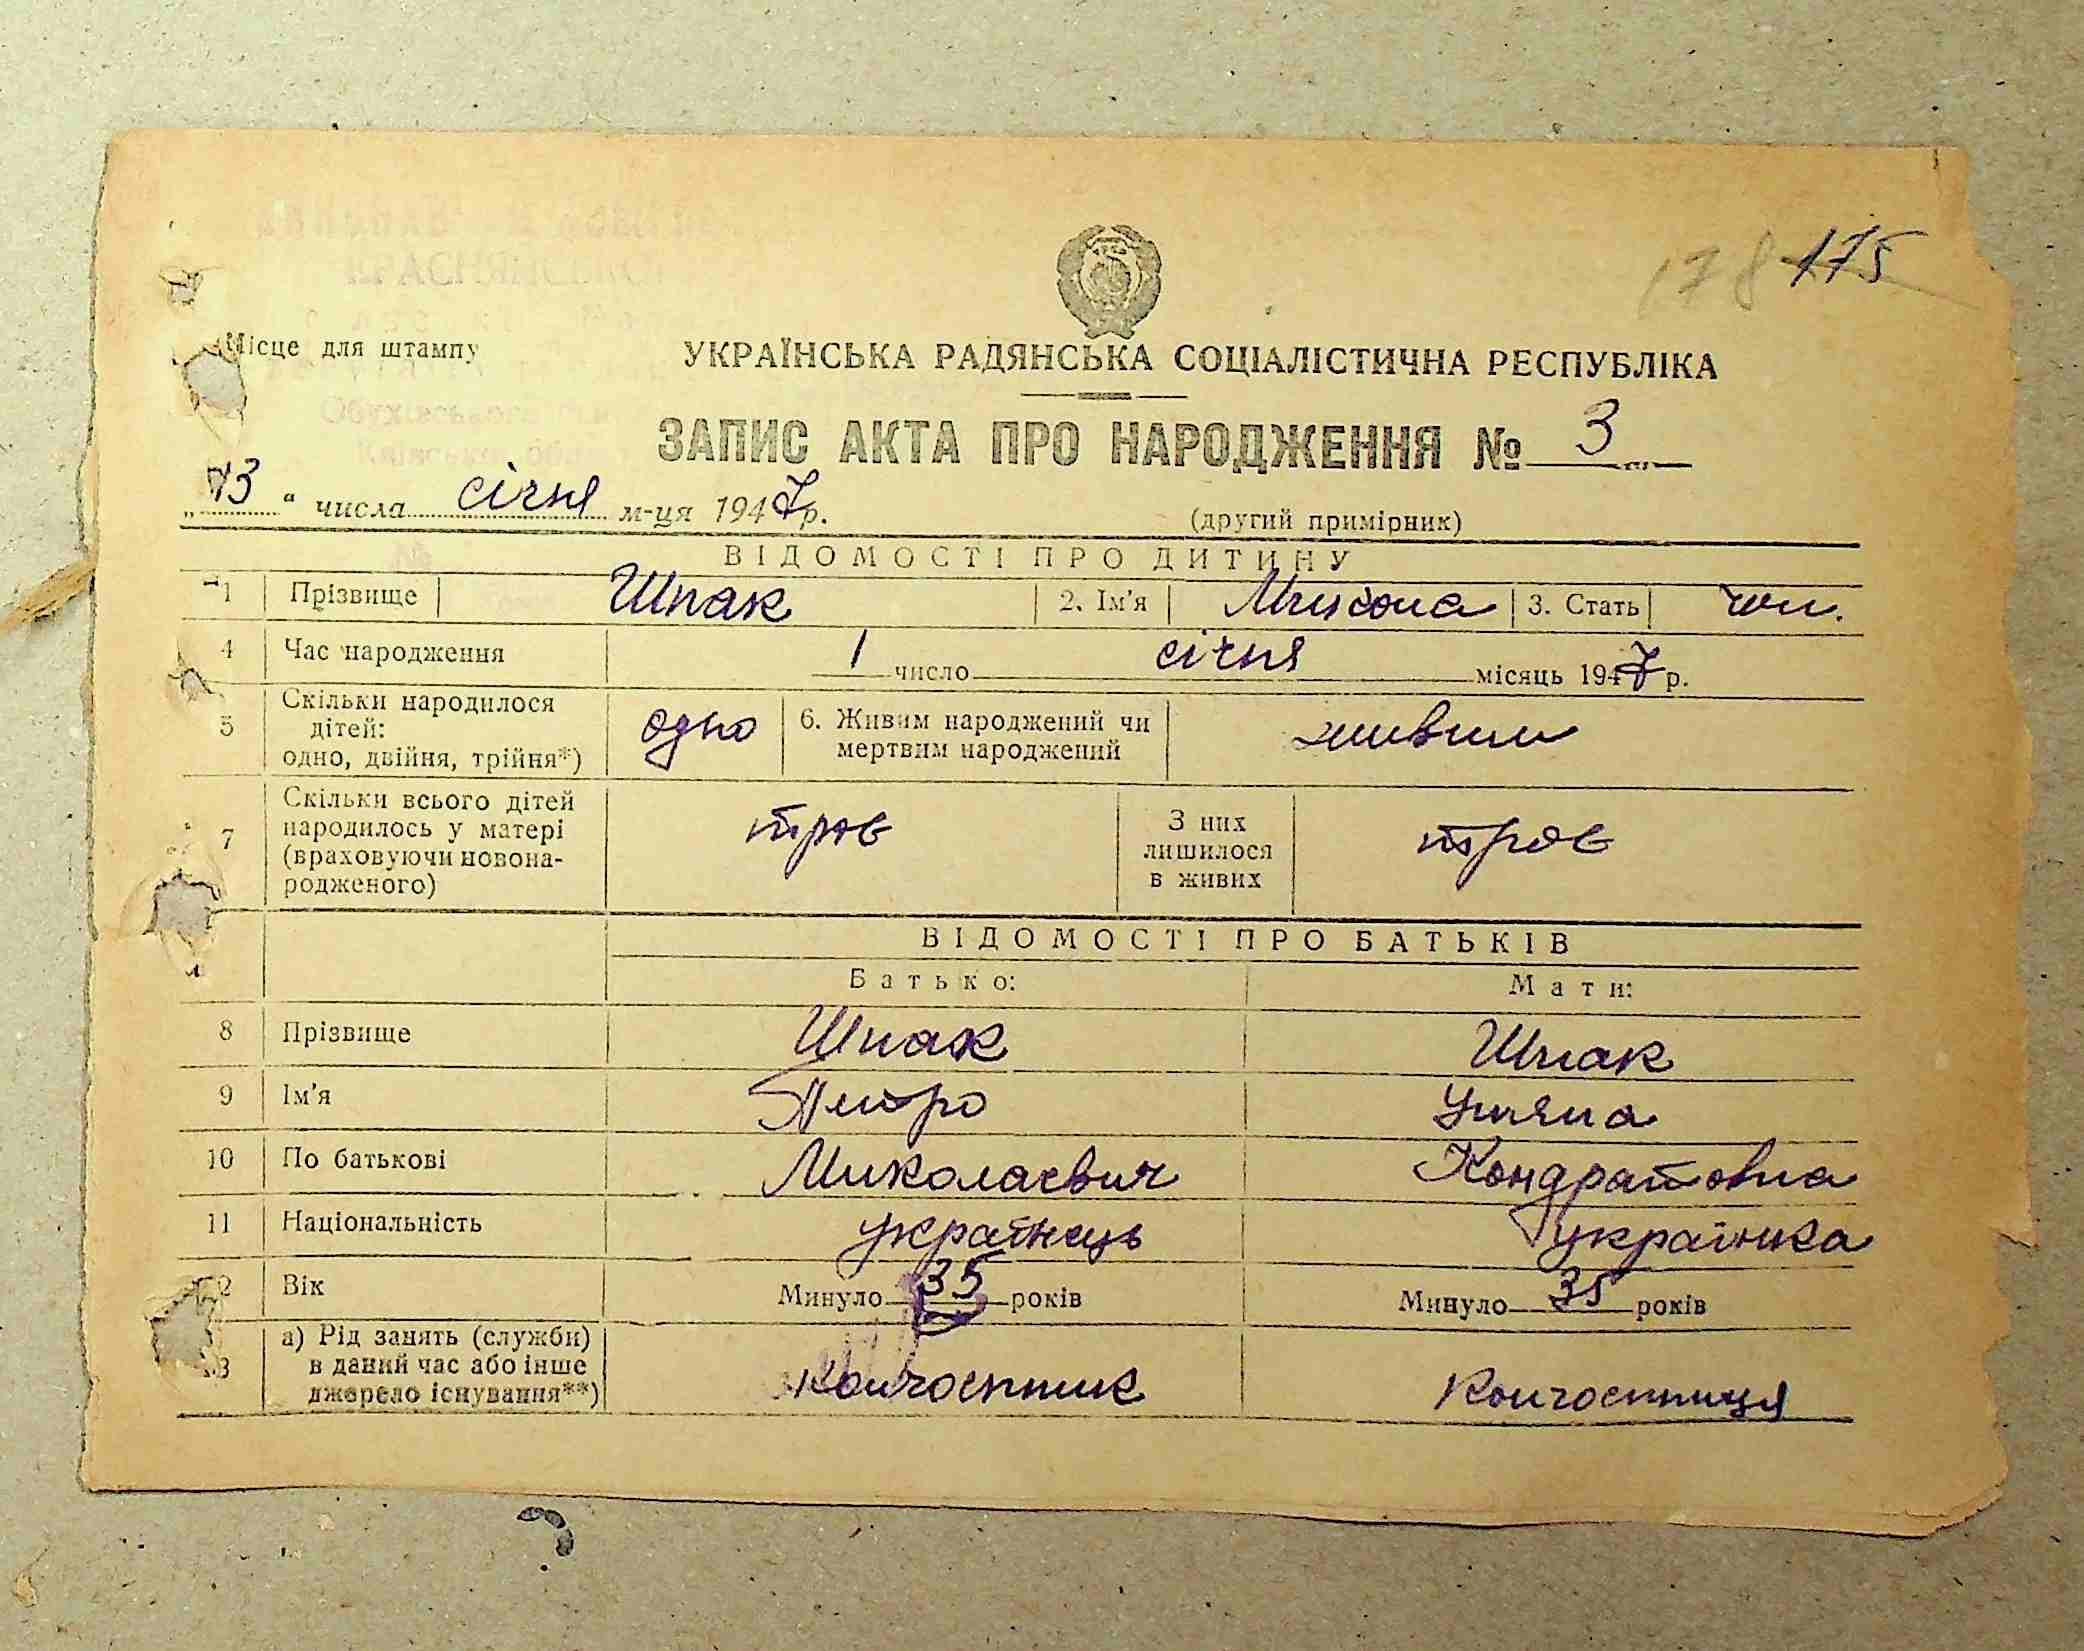 178 175
Місце для штампу
УКРАЇНСЬКА РАДЯНСЬКА СОЦІАЛІСТИЧНА РЕСПУБЛІКА
ЗАПИС АКТА ПРО НАРОДЖЕННЯ № 3
„13“ числа січня м-ця 1947р.
(другий примірник)
ВІДОМОСТІ ПРО ДИТИНУ
1 Прізвище Шпак 2. Ім'я Микола 3. Стать чол.
4 Час народження 1 число січня місяць 1947 р.
5 Скільки народилося дітей: одно, двійня, трійня*) одно 6. Живим народжений чи мертвим народжений живим
7 Скільки всього дітей народилось у матері (враховуючи новонародженого) троє З них лишилося в живих троє
ВІДОМОСТІ ПРО БАТЬКІВ
Батько: Мати:
8 Прізвище Шпак Шпак
9 Ім'я Петро Уляна
10 По батькові Миколаєвич Кондратовна
11 Національність українець українка
12 Вік Минуло 35 років Минуло 35 років
13 а) Рід занять (служби) в даний час або інше джерело існування**) колгоспник колгоспниця